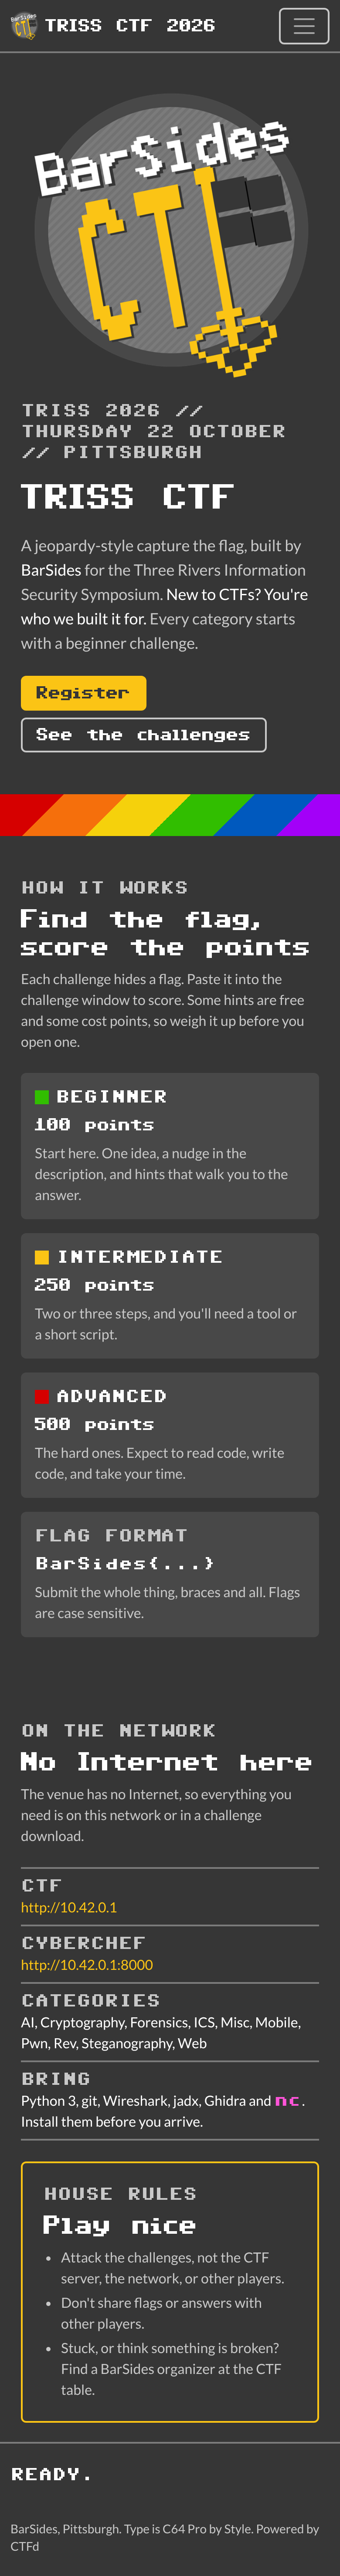 TRISS CTF 2026
BarSides
CTF
TRISS 2026 //
THURSDAY 22 OCTOBER
// PITTSBURGH
TRISS CTF
A jeopardy-style capture the flag, built by
BarSides for the Three Rivers Information
Security Symposium. New to CTFs? You're
who we built it for. Every category starts
with a beginner challenge.
Register
See the challenges
HOW IT WORKS
Find the flag,
score the points
Each challenge hides a flag. Paste it into the
challenge window to score. Some hints are free
and some cost points, so weigh it up before you
open one.
BEGINNER
100 points
Start here. One idea, a nudge in the
description, and hints that walk you to the
answer.
INTERMEDIATE
250 points
Two or three steps, and you'll need a tool or
a short script.
ADVANCED
500 points
The hard ones. Expect to read code, write
code, and take your time.
FLAG FORMAT
BarSides{...}
Submit the whole thing, braces and all. Flags
are case sensitive.
ON THE NETWORK
No Internet here
The venue has no Internet, so everything you
need is on this network or in a challenge
download.
CTF
http://10.42.0.1
CYBERCHEF
http://10.42.0.1:8000
CATEGORIES
AI, Cryptography, Forensics, ICS, Misc, Mobile,
Pwn, Rev, Steganography, Web
BRING
Python 3, git, Wireshark, jadx, Ghidra and nc.
Install them before you arrive.
HOUSE RULES
Play nice
• Attack the challenges, not the CTF
server, the network, or other players.
• Don't share flags or answers with
other players.
• Stuck, or think something is broken?
Find a BarSides organizer at the CTF
table.
READY.
BarSides, Pittsburgh. Type is C64 Pro by Style. Powered by
CTFd